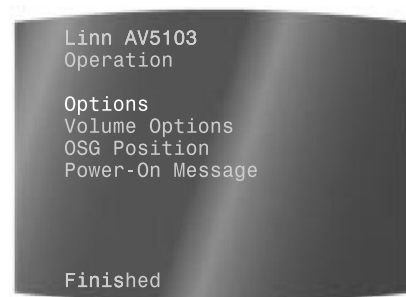 Linn AV5103
Operation
Options
Volume Options
OSG Position
Power-On Message
Finished